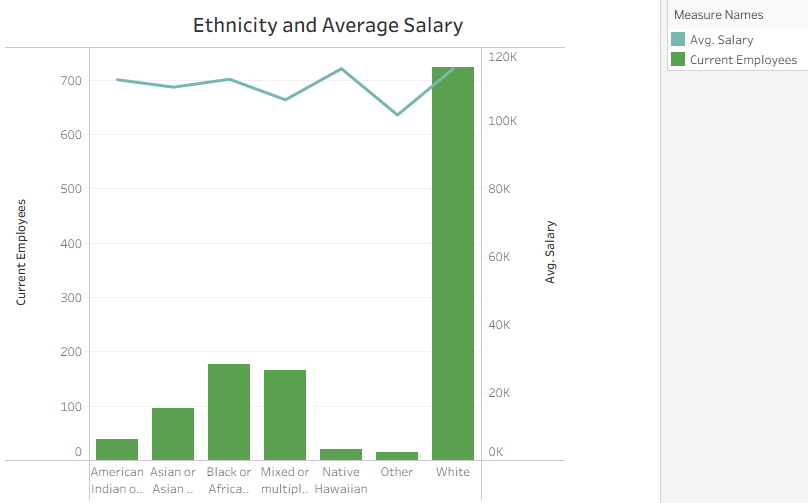 Ethnicity and Average Salary
Measure Names
Avg. Salary
Current Employees
Current Employees
700
600
500
400
300
200
100
0
120K
100K
80K
60K
40K
20K
0K
Avg. Salary
American
Indian o..
Asian or
Asian ..
Black or
Africa..
Mixed or
multipl..
Native
Hawaiian
Other
White